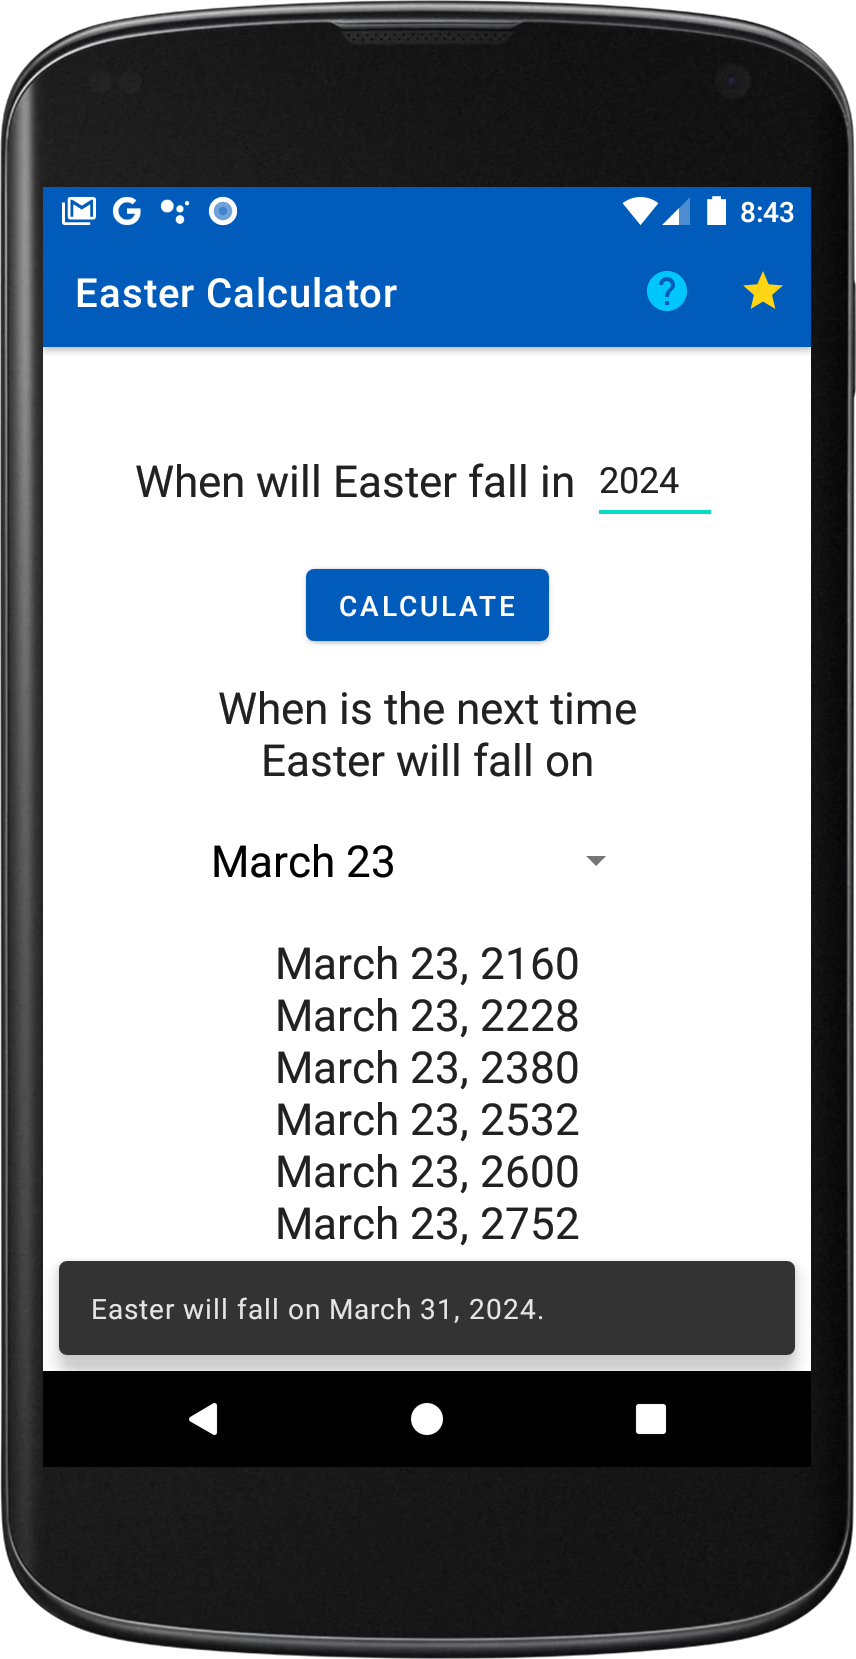 8:43
Easter Calculator
When will Easter fall in 2024
CALCULATE
When is the next time
Easter will fall on
March 23
March 23, 2160
March 23, 2228
March 23, 2380
March 23, 2532
March 23, 2600
March 23, 2752
Easter will fall on March 31, 2024.